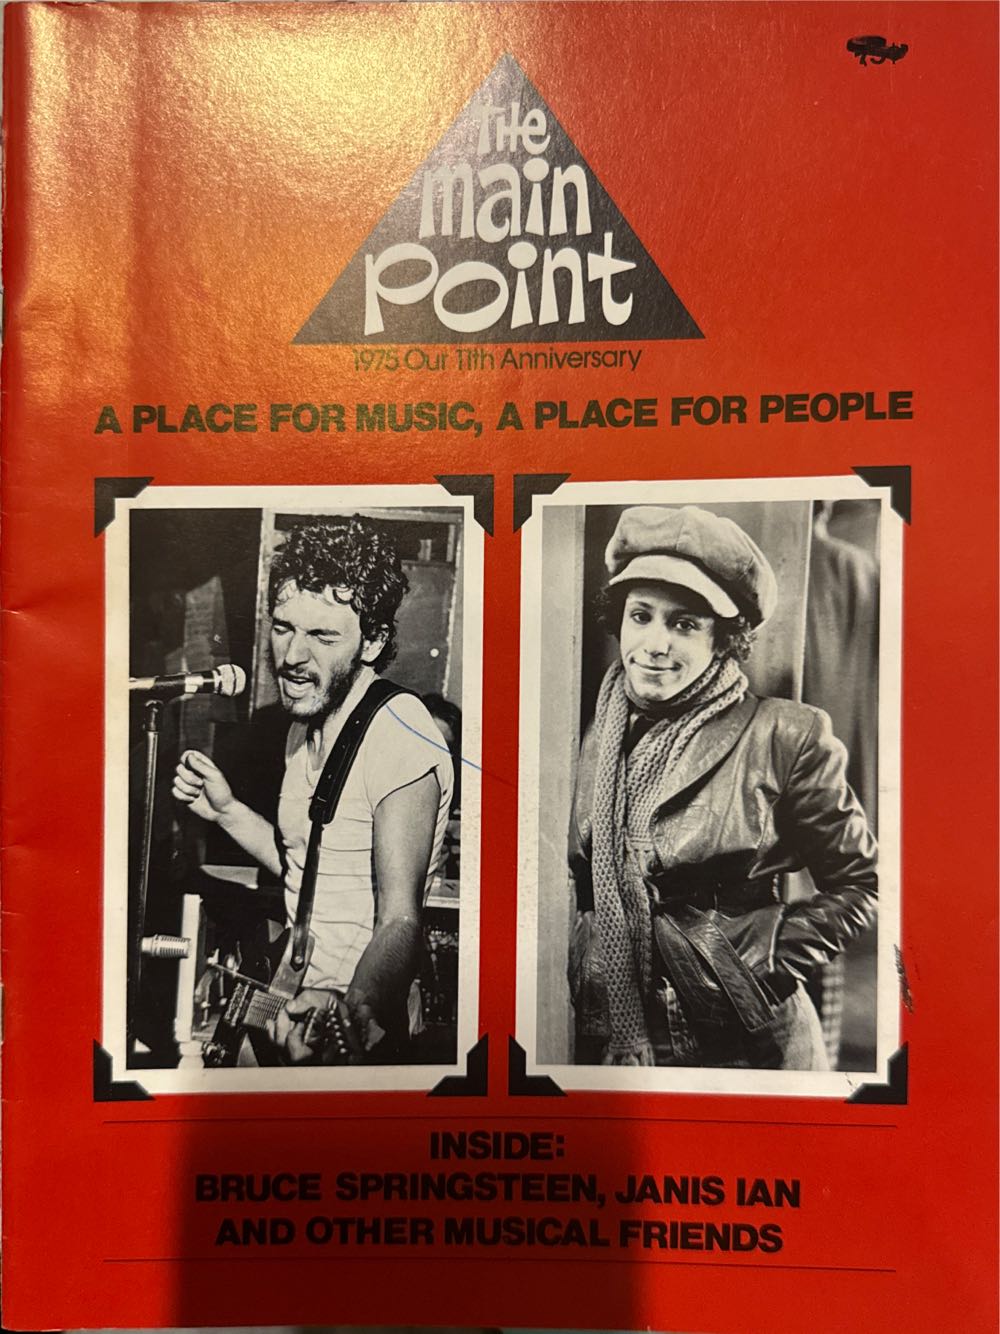 The
main
point
1975 Our 11th Anniversary
A PLACE FOR MUSIC, A PLACE FOR PEOPLE
INSIDE:
BRUCE SPRINGSTEEN, JANIS IAN
AND OTHER MUSICAL FRIENDS